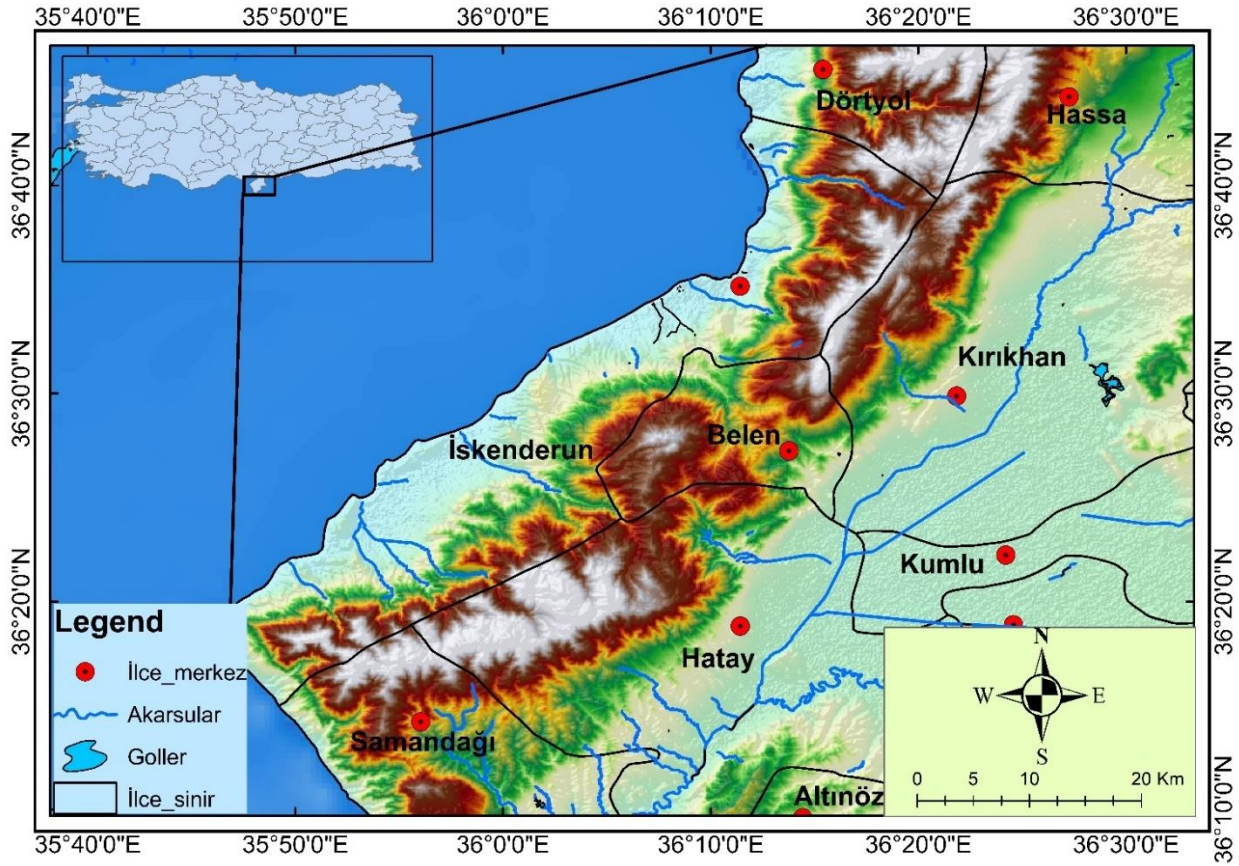 35°40'0"E 35°50'0"E 36°0'0"E 36°10'0"E 36°20'0"E 36°30'0"E
36°40'0"N 36°40'0"N
36°30'0"N 36°30'0"N
36°20'0"N 36°20'0"N
36°10'0"N
Dörtyol
Hassa
Kırıkhan
İskenderun
Belen
Kumlu
Hatay
Samandağı
Altınöz
Legend
İlce_merkez
Akarsular
Goller
İlce_sinir
N
W E
S
0 5 10 20 Km
35°40'0"E 35°50'0"E 36°0'0"E 36°10'0"E 36°20'0"E 36°30'0"E